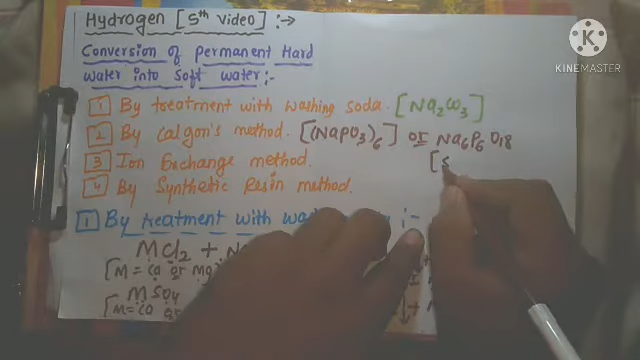 Hydrogen [5th Video] :→
Conversion of permanent Hard
water into Soft water :-
1 By treatment with washing soda. [Na2CO3]
2 By Calgon's method. [(NaPO3)6] or Na6P6O18
[S
3 Ion Exchange method.
4 By Synthetic Resin method.
1 By treatment with :-
MCl2 +
[M = Ca or Mg
MSO4
[M = Ca
K
KINEMASTER